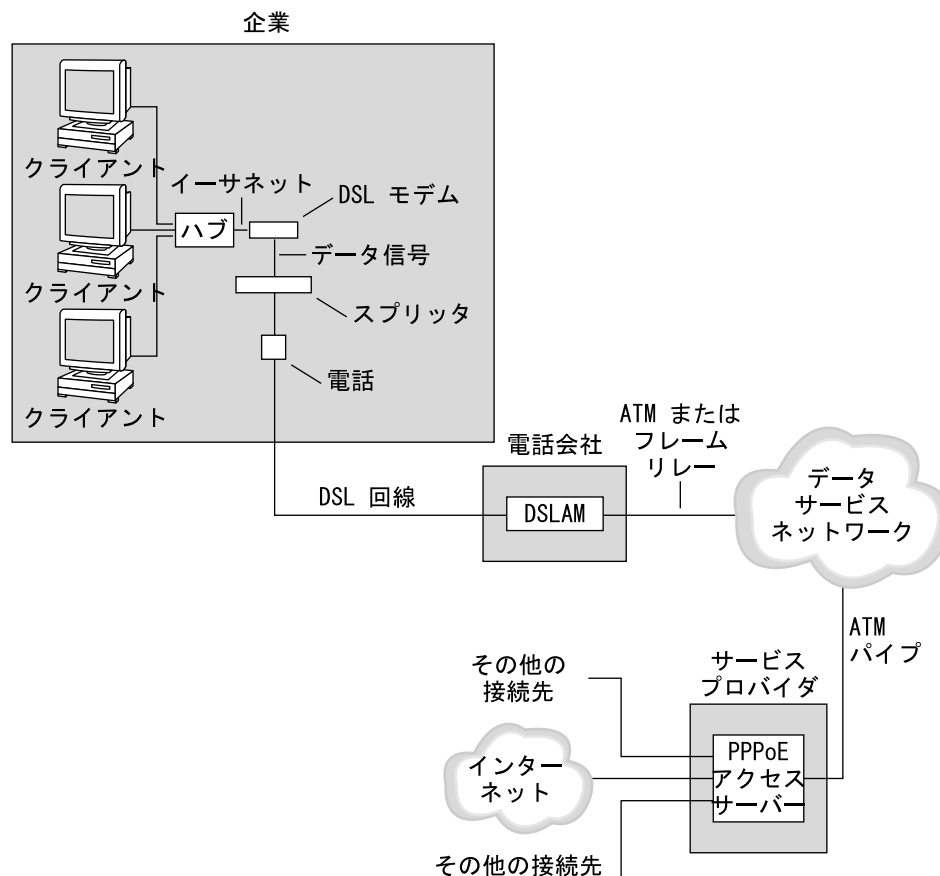 企業
クライアント
イーサネット
DSL モデム
ハブ
データ信号
クライアント
スプリッタ
電話
クライアント
ATM または
フレーム
リレー
電話会社
DSL 回線
DSLAM
データ
サービス
ネットワーク
ATM
パイプ
その他の
接続先
サービス
プロバイダ
PPPoE
アクセス
サーバー
インター
ネット
その他の接続先